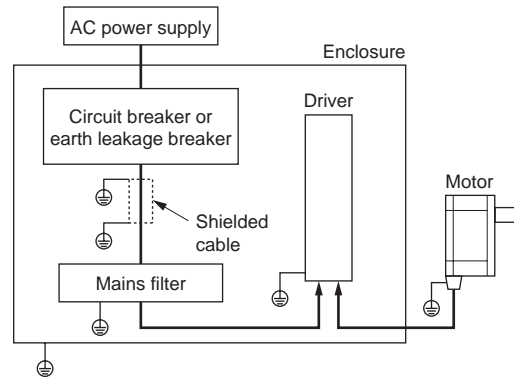 AC power supply
Enclosure
Circuit breaker or
earth leakage breaker
Driver
Motor
Shielded
cable
Mains filter